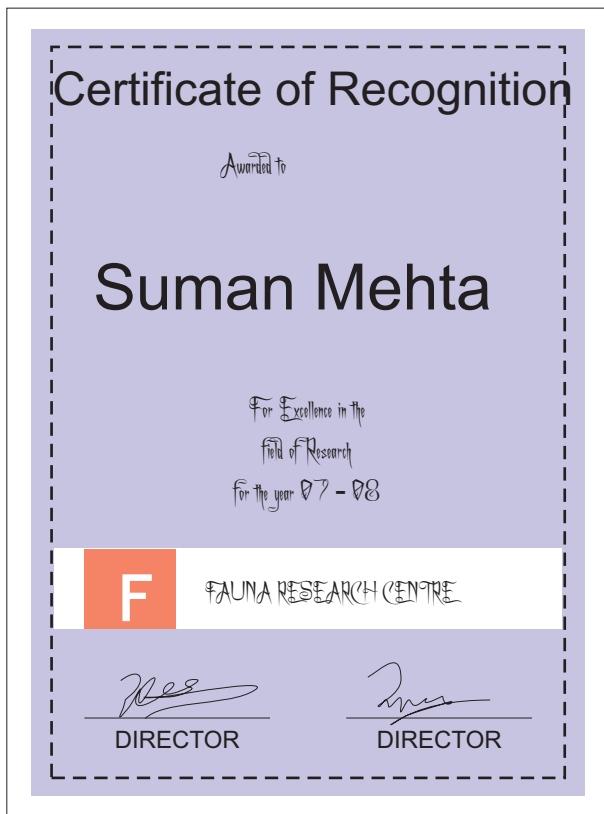 Certificate of Recognition
Awarded to
Suman Mehta
For Excellence in the
field of Research
for the year 07 - 08
F
FAUNA RESEARCH CENTRE
DIRECTOR DIRECTOR